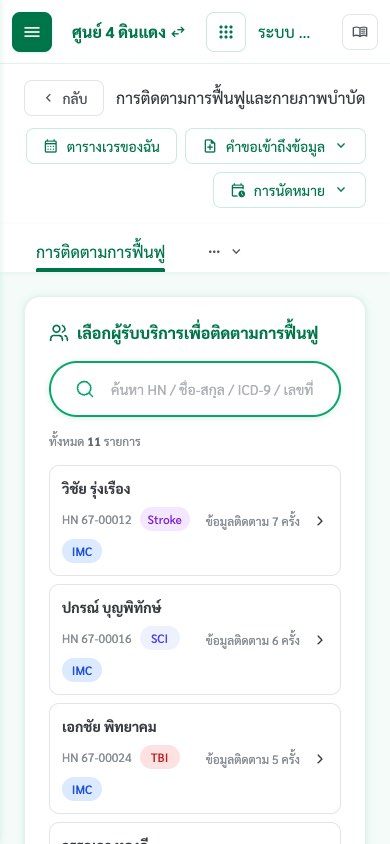 ศูนย์ 4 ดินแดง
ระบบ ...
กลับ
การติดตามการฟื้นฟูและกายภาพบำบัด
ตารางเวรของฉัน
คำขอเข้าถึงข้อมูล
การนัดหมาย
การติดตามการฟื้นฟู
...
เลือกผู้รับบริการเพื่อติดตามการฟื้นฟู
ค้นหา HN / ชื่อ-สกุล / ICD-9 / เลขที่
ทั้งหมด 11 รายการ
วิชัย รุ่งเรือง
HN 67-00012 Stroke ข้อมูลติดตาม 7 ครั้ง
IMC
ปกรณ์ บุญพิทักษ์
HN 67-00016 SCI ข้อมูลติดตาม 6 ครั้ง
IMC
เอกชัย พิทยาคม
HN 67-00024 TBI ข้อมูลติดตาม 5 ครั้ง
IMC